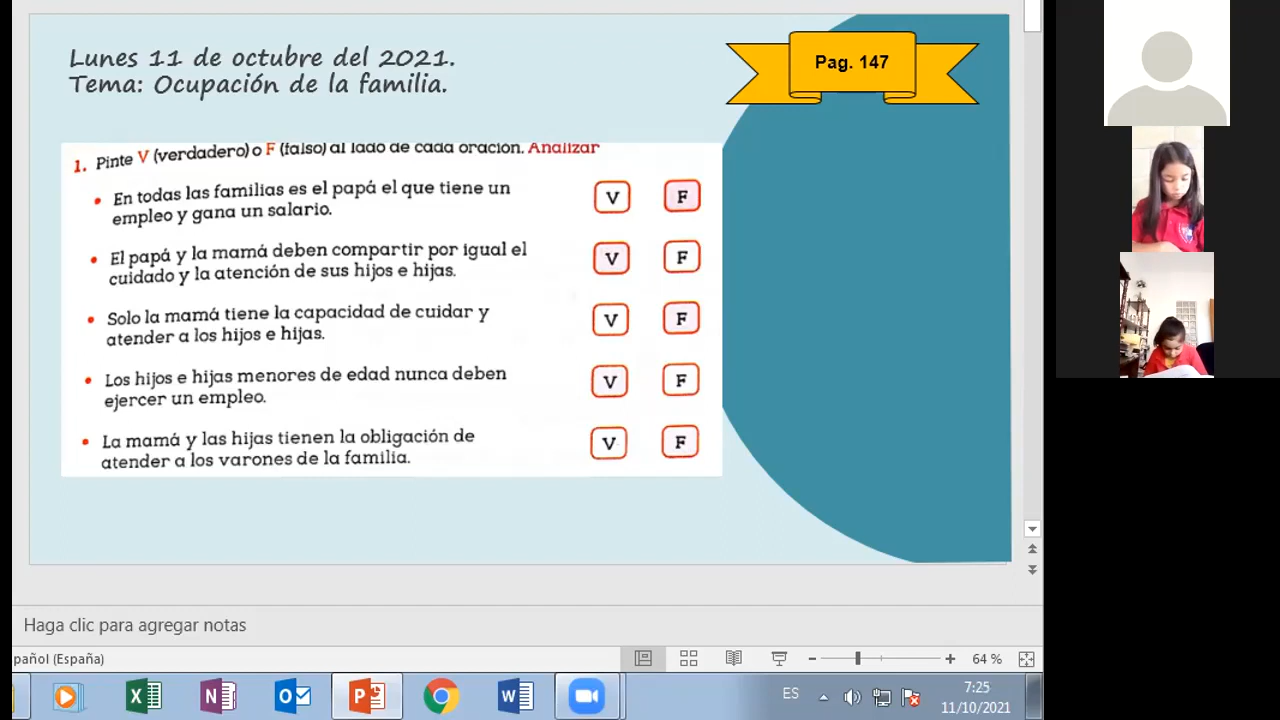 Lunes 11 de octubre del 2021.
Tema: Ocupación de la familia.
Pag. 147
1. Pinte V (verdadero) o F (falso) al lado de cada oración. Analizar
• En todas las familias es el papá el que tiene un
empleo y gana un salario.
V F
• El papá y la mamá deben compartir por igual el
cuidado y la atención de sus hijos e hijas.
V F
• Solo la mamá tiene la capacidad de cuidar y
atender a los hijos e hijas.
V F
• Los hijos e hijas menores de edad nunca deben
ejercer un empleo.
V F
• La mamá y las hijas tienen la obligación de
atender a los varones de la familia.
V F
Haga clic para agregar notas
pañol (España)
64 %
ES
7:25
11/10/2021